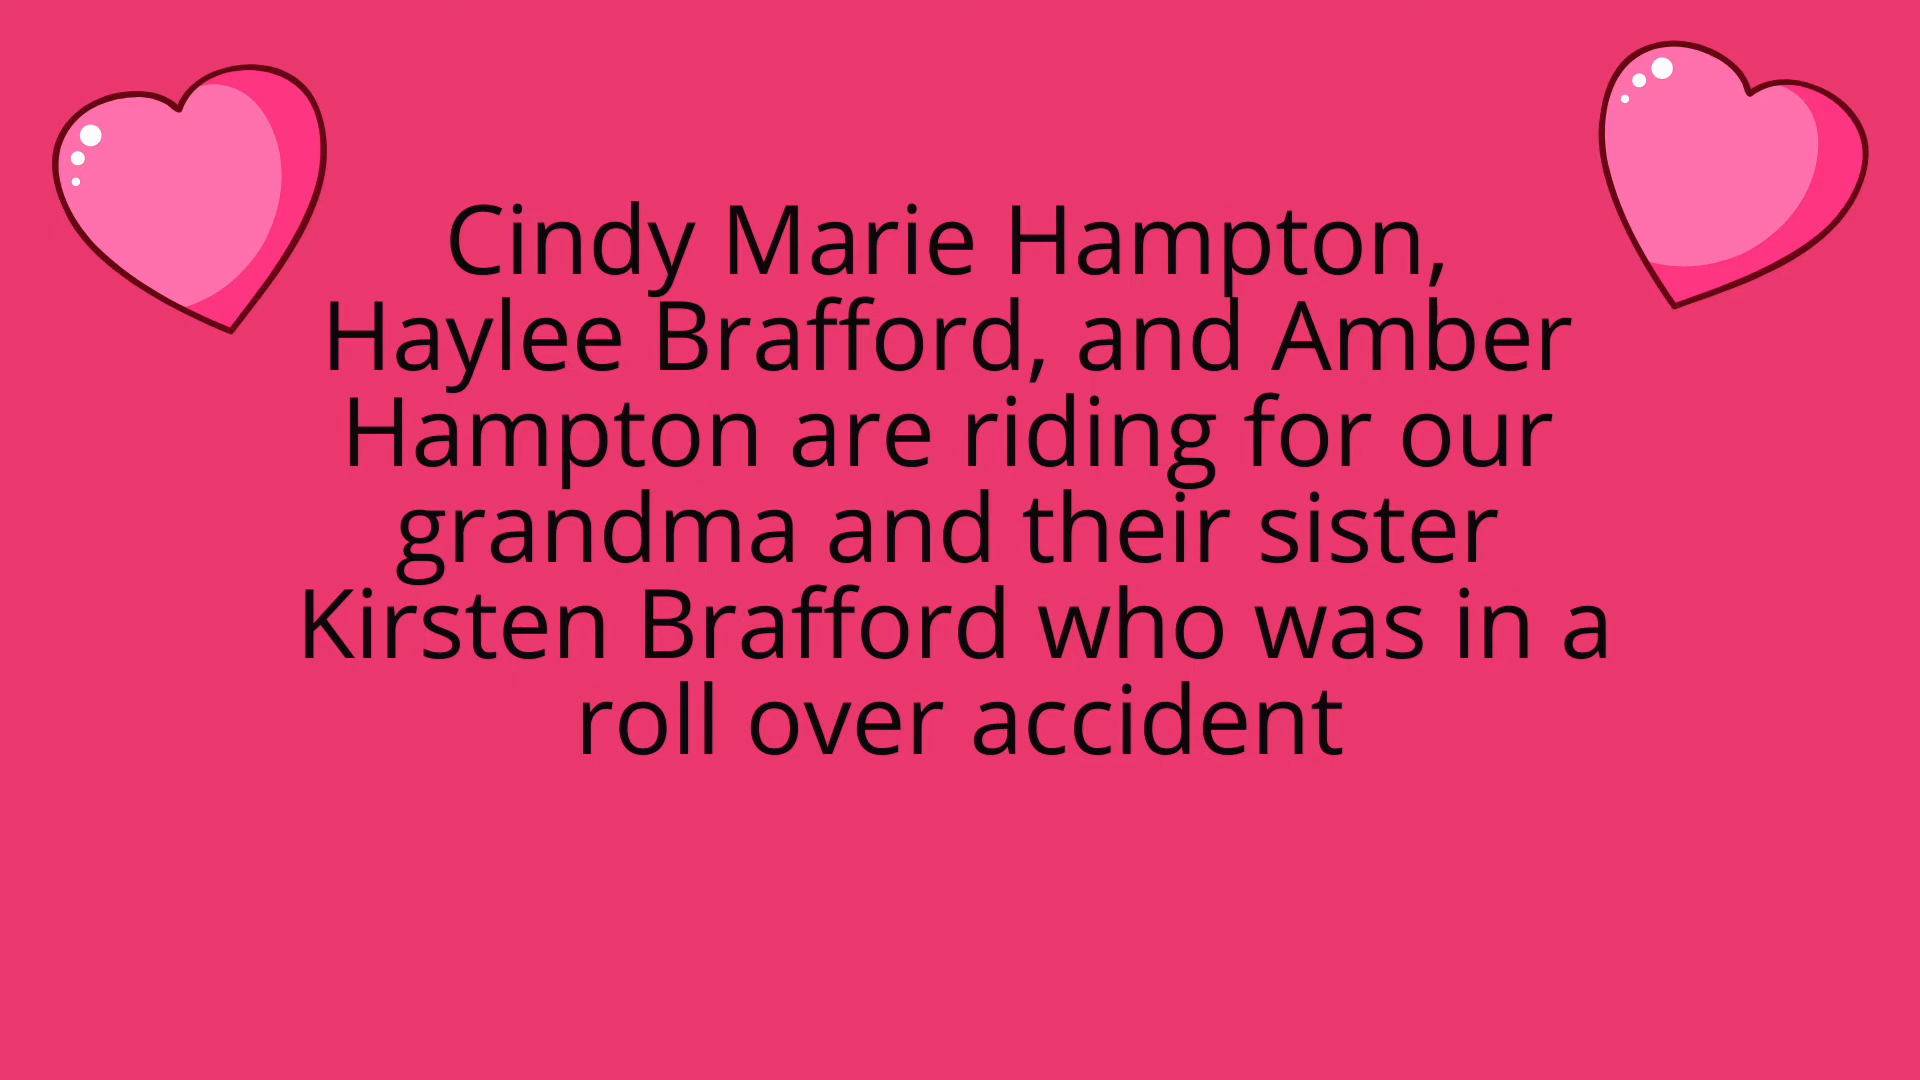 Cindy Marie Hampton,
Haylee Brafford, and Amber
Hampton are riding for our
grandma and their sister
Kirsten Brafford who was in a
roll over accident